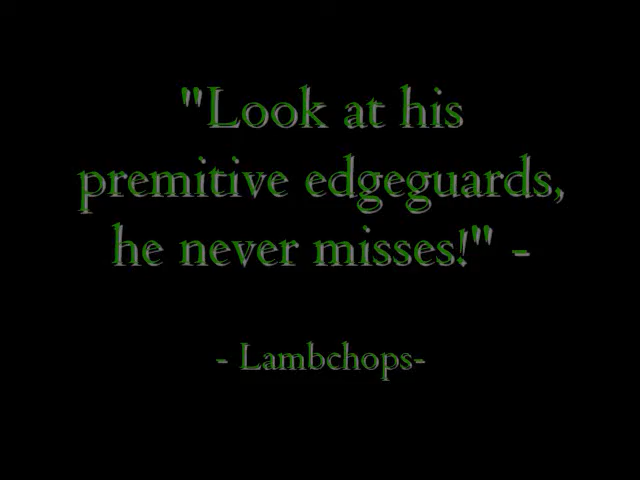 "Look at his
premitive edgeguards,
he never misses!" -
- Lambchops-